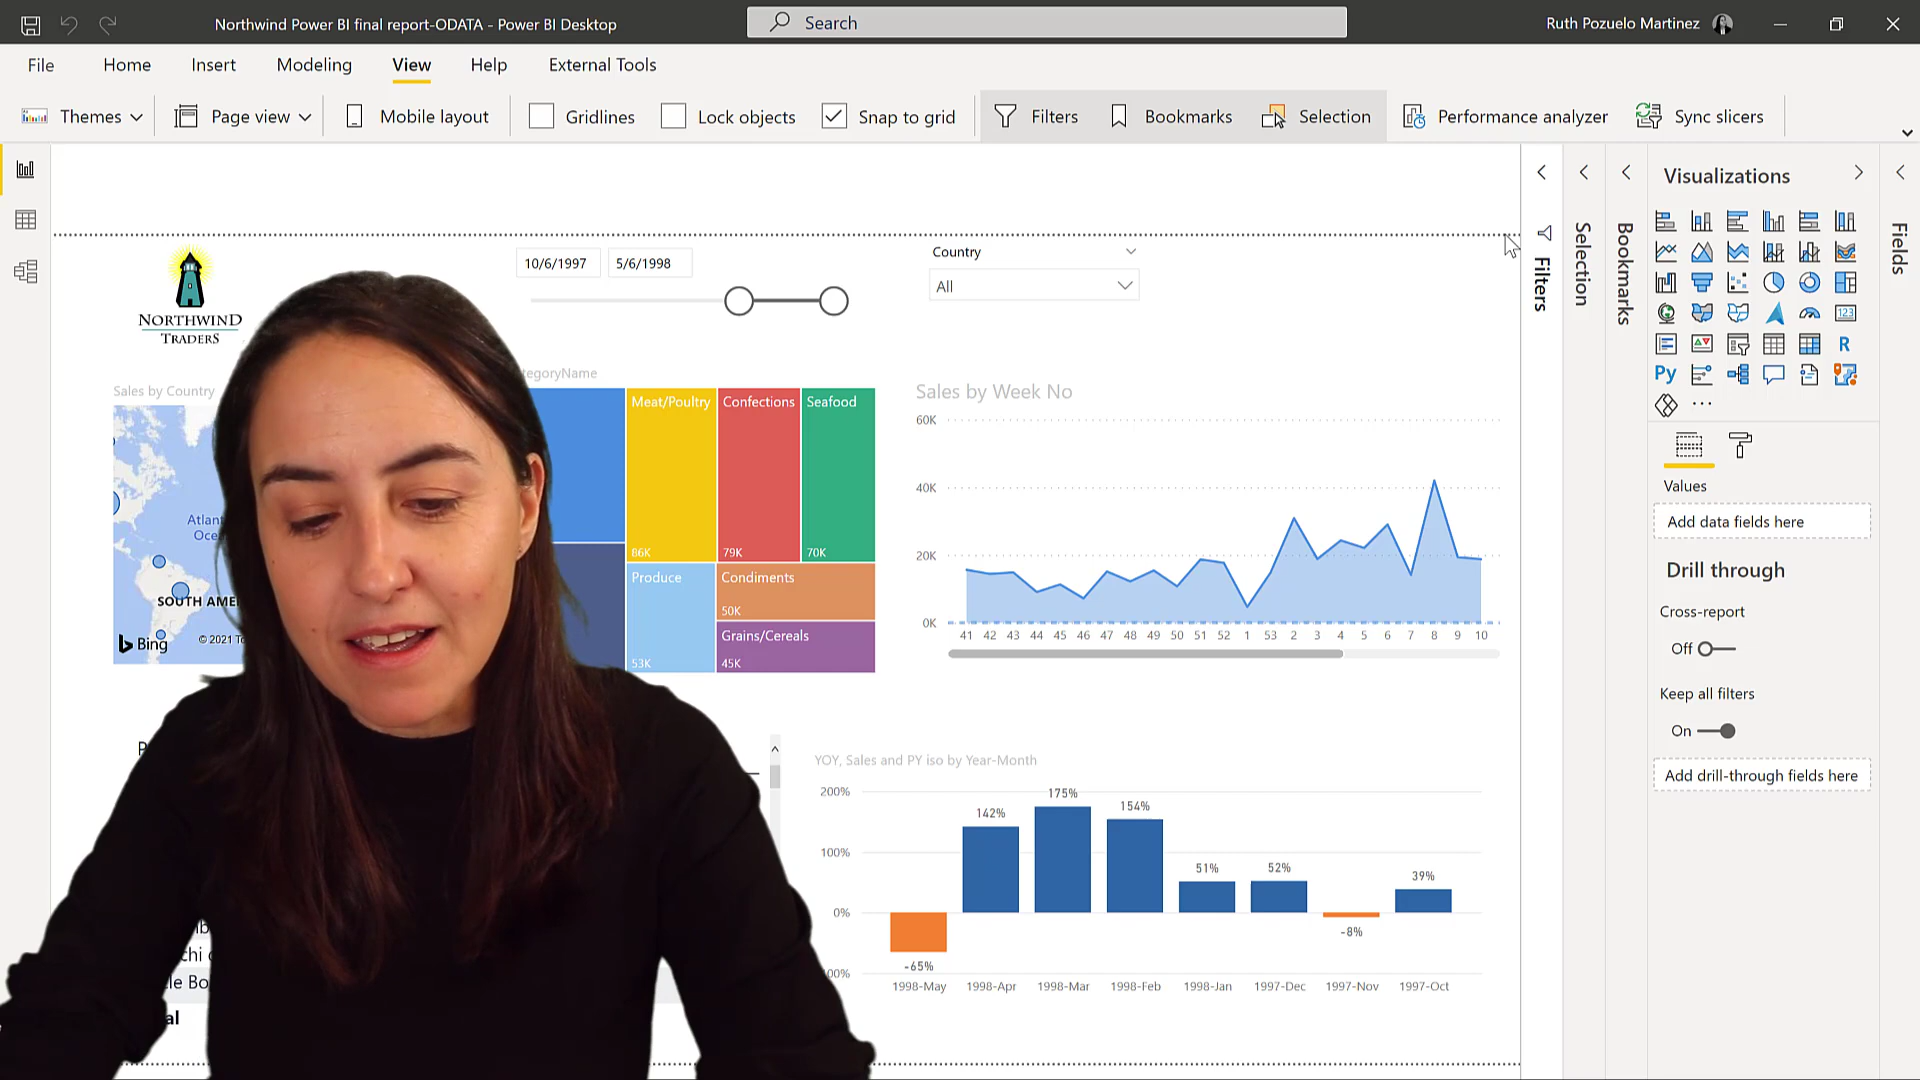 Northwind Power BI final report-ODATA - Power BI Desktop
Search
Ruth Pozuelo Martinez
File
Home
Insert
Modeling
View
Help
External Tools
Themes
Page view
Mobile layout
Gridlines
Lock objects
Snap to grid
Filters
Bookmarks
Selection
Performance analyzer
Sync slicers
NORTHWIND
TRADERS
10/6/1997
5/6/1998
Country
All
Sales by Country
Bing
© 2021
Meat/Poultry
86K
Confections
79K
Seafood
70K
Produce
53K
Condiments
50K
Grains/Cereals
45K
Sales by Week No
60K
40K
20K
0K
41 42 43 44 45 46 47 48 49 50 51 52 1 53 2 3 4 5 6 7 8 9 10
YOY, Sales and PY iso by Year-Month
200%
100%
0%
-65%
142%
175%
154%
51%
52%
-8%
39%
1998-May 1998-Apr 1998-Mar 1998-Feb 1998-Jan 1997-Dec 1997-Nov 1997-Oct
Filters
Selection
Bookmarks
Visualizations
123
R
Py
Values
Add data fields here
Drill through
Cross-report
Off
Keep all filters
On
Add drill-through fields here
Fields